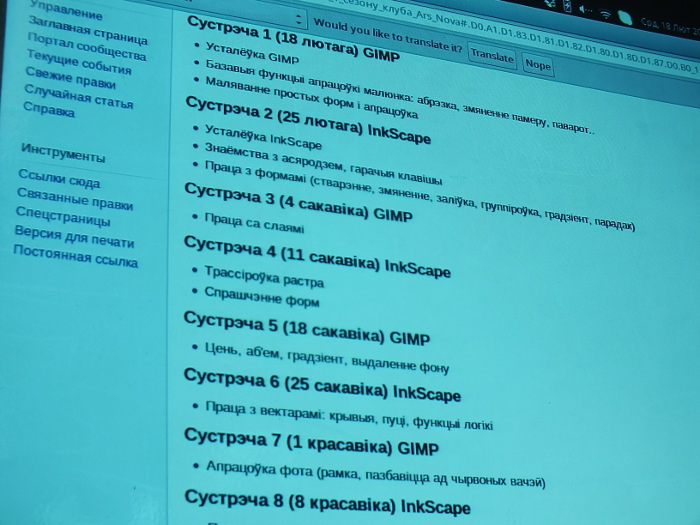 _сезону_клуба_Ars_Nova#.D0.A1.D1.83.D1.81.D1.82.D1.80.D1.8D.D1.87.D0.B0_1
Срд, 18 Лют 20
Would you like to translate it? Translate Nope
Управление
Заглавная страница
Портал сообщества
Текущие события
Свежие правки
Случайная статья
Справка
Инструменты
Ссылки сюда
Связанные правки
Спецстраницы
Версия для печати
Постоянная ссылка
Сустрэча 1 (18 лютага) GIMP
Усталёўка GIMP
Базавыя функцыі апрацоўкі малюнка: абрэзка, змяненне памеру, паварот..
Маляванне простых форм і апрацоўка
Сустрэча 2 (25 лютага) InkScape
Усталёўка InkScape
Знаёмства з асяродзем, гарачыя клавішы
Праца з формамі (стварэнне, змяненне, заліўка, группіроўка, градзіент, парадак)
Сустрэча 3 (4 сакавіка) GIMP
Праца са слаямі
Сустрэча 4 (11 сакавіка) InkScape
Трассіроўка растра
Спрашчэнне форм
Сустрэча 5 (18 сакавіка) GIMP
Цень, аб'ем, градзіент, выдаленне фону
Сустрэча 6 (25 сакавіка) InkScape
Праца з вектарамі: крывыя, пуці, функцыі логікі
Сустрэча 7 (1 красавіка) GIMP
Апрацоўка фота (рамка, пазбавіцца ад чырвоных вачэй)
Сустрэча 8 (8 красавіка) InkScape